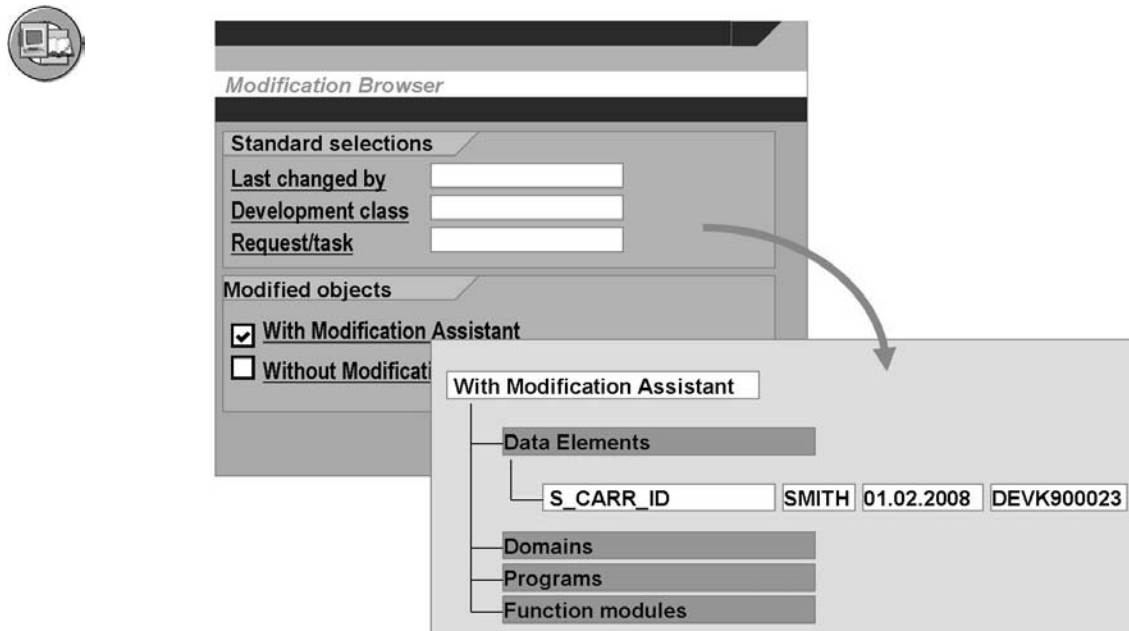 Modification Browser
Standard selections
Last changed by
Development class
Request/task
Modified objects
With Modification Assistant
Without
With Modification Assistant
Data Elements
S_CARR_ID SMITH 01.02.2008 DEVK900023
Domains
Programs
Function modules